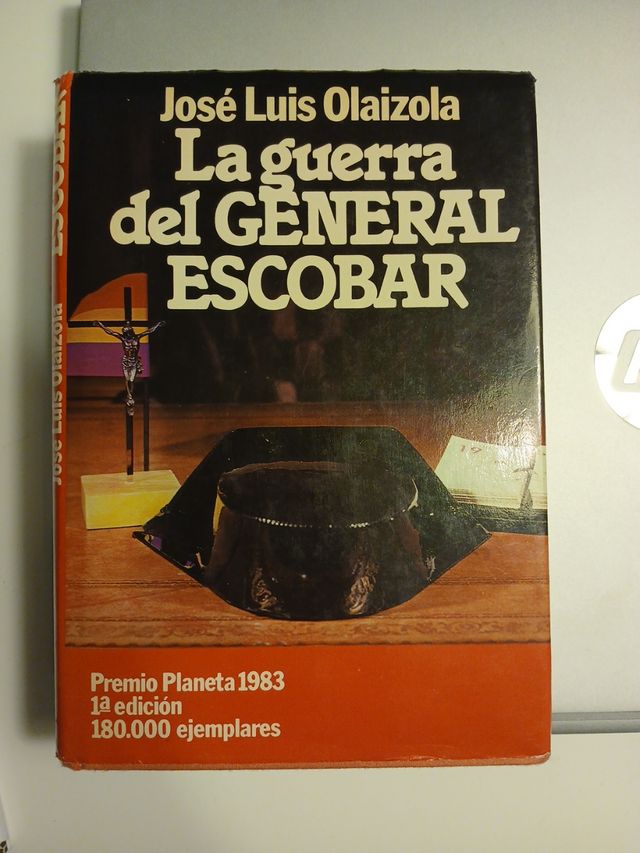 José Luis Olaizola
La guerra
del GENERAL
ESCOBAR
Premio Planeta 1983
1ª edición
180.000 ejemplares
José Luis Olaizola
ESCOBAR
19